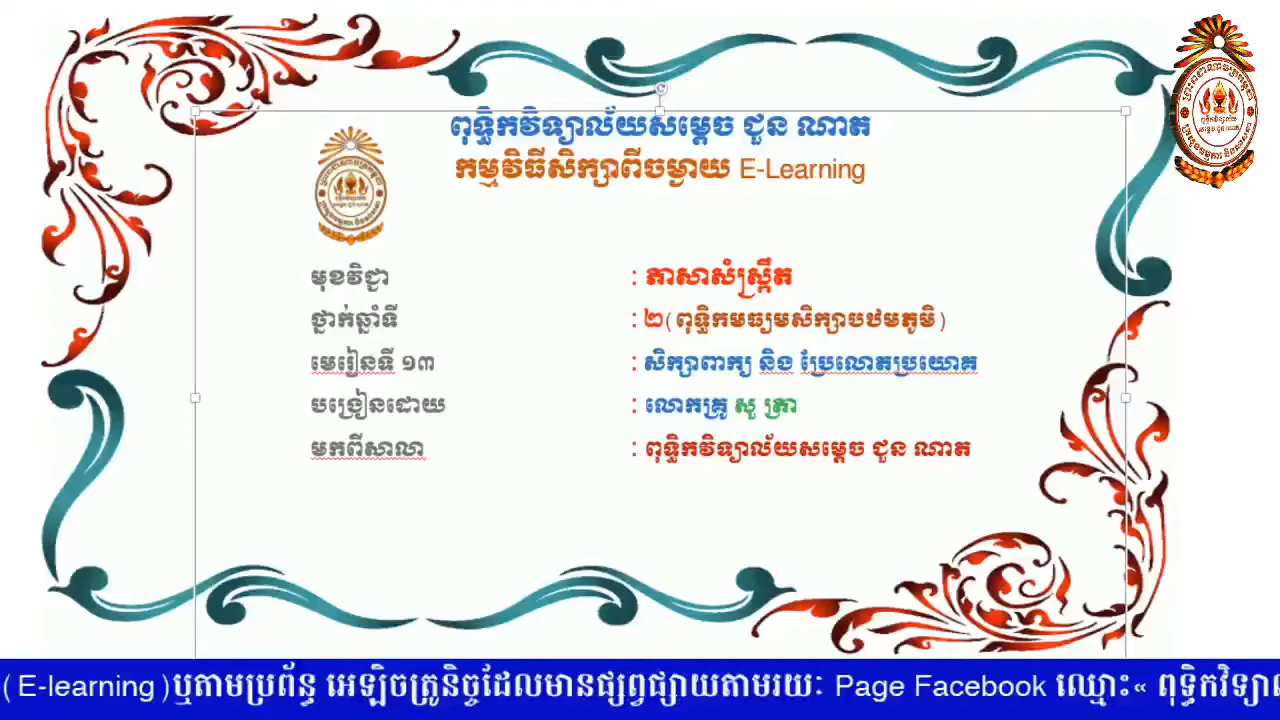 ពុទ្ធិកវិទ្យាល័យសម្តេច ជួន ណាត
កម្មវិធីសិក្សាពីចម្ងាយ E-Learning
មុខវិជ្ជា : ភាសាសំស្ក្រឹត
ថ្នាក់ឆ្នាំទី : ២(ពុទ្ធិកមធ្យមសិក្សាបឋមភូមិ)
មេរៀនទី ១៣ : សិក្សាពាក្យ និង ប្រែលោតប្រយោគ
បង្រៀនដោយ : លោកគ្រូ សួ ត្រា
មកពីសាលា : ពុទ្ធិកវិទ្យាល័យសម្តេច ជួន ណាត
(E-learning)ឬតាមប្រព័ន្ធ អេឡិចត្រូនិច្ចដែលមានផ្សព្វផ្សាយតាមរយៈ Page Facebook ឈ្មោះ« ពុទ្ធិកវិទ្យាល